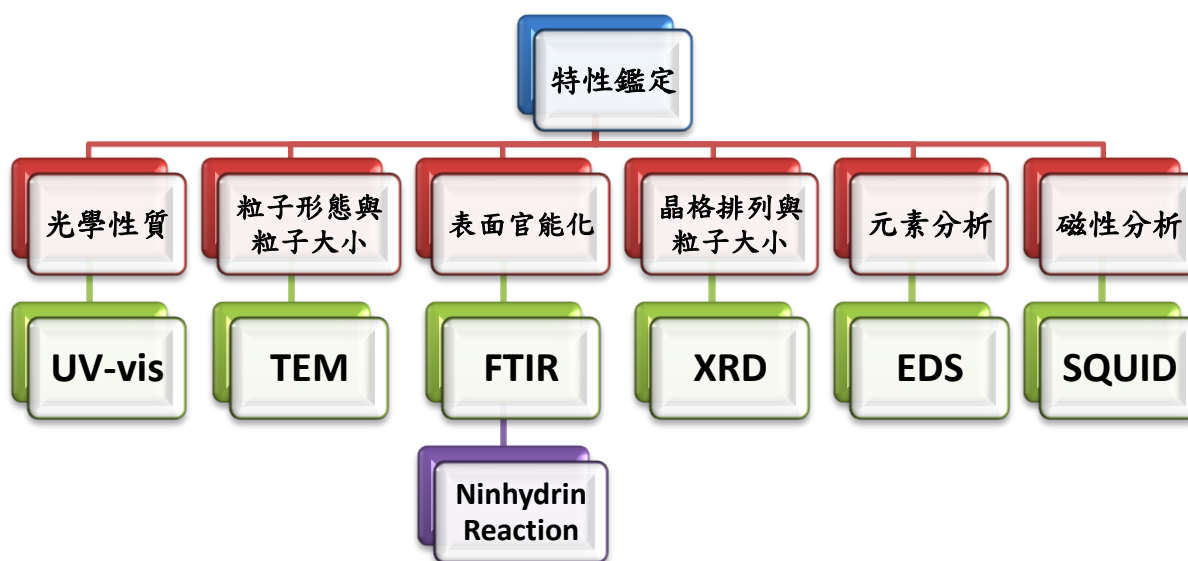 特性鑑定
光學性質
粒子形態與
粒子大小
表面官能化
晶格排列與
粒子大小
元素分析
磁性分析
UV-vis
TEM
FTIR
XRD
EDS
SQUID
Ninhydrin
Reaction